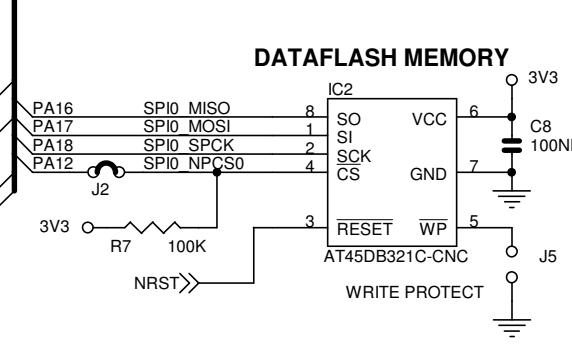 DATAFLASH MEMORY
3V3
IC2
PA16 SPI0_MISO 8 SO VCC 6
PA17 SPI0_MOSI 1 SI
PA18 SPI0_SPCK 2 SCK
PA12 SPI0_NPCS0 4 CS GND 7
C8
100NF
J2
3V3
R7 100K
3 RESET WP 5
AT45DB321C-CNC
J5
NRST
WRITE PROTECT